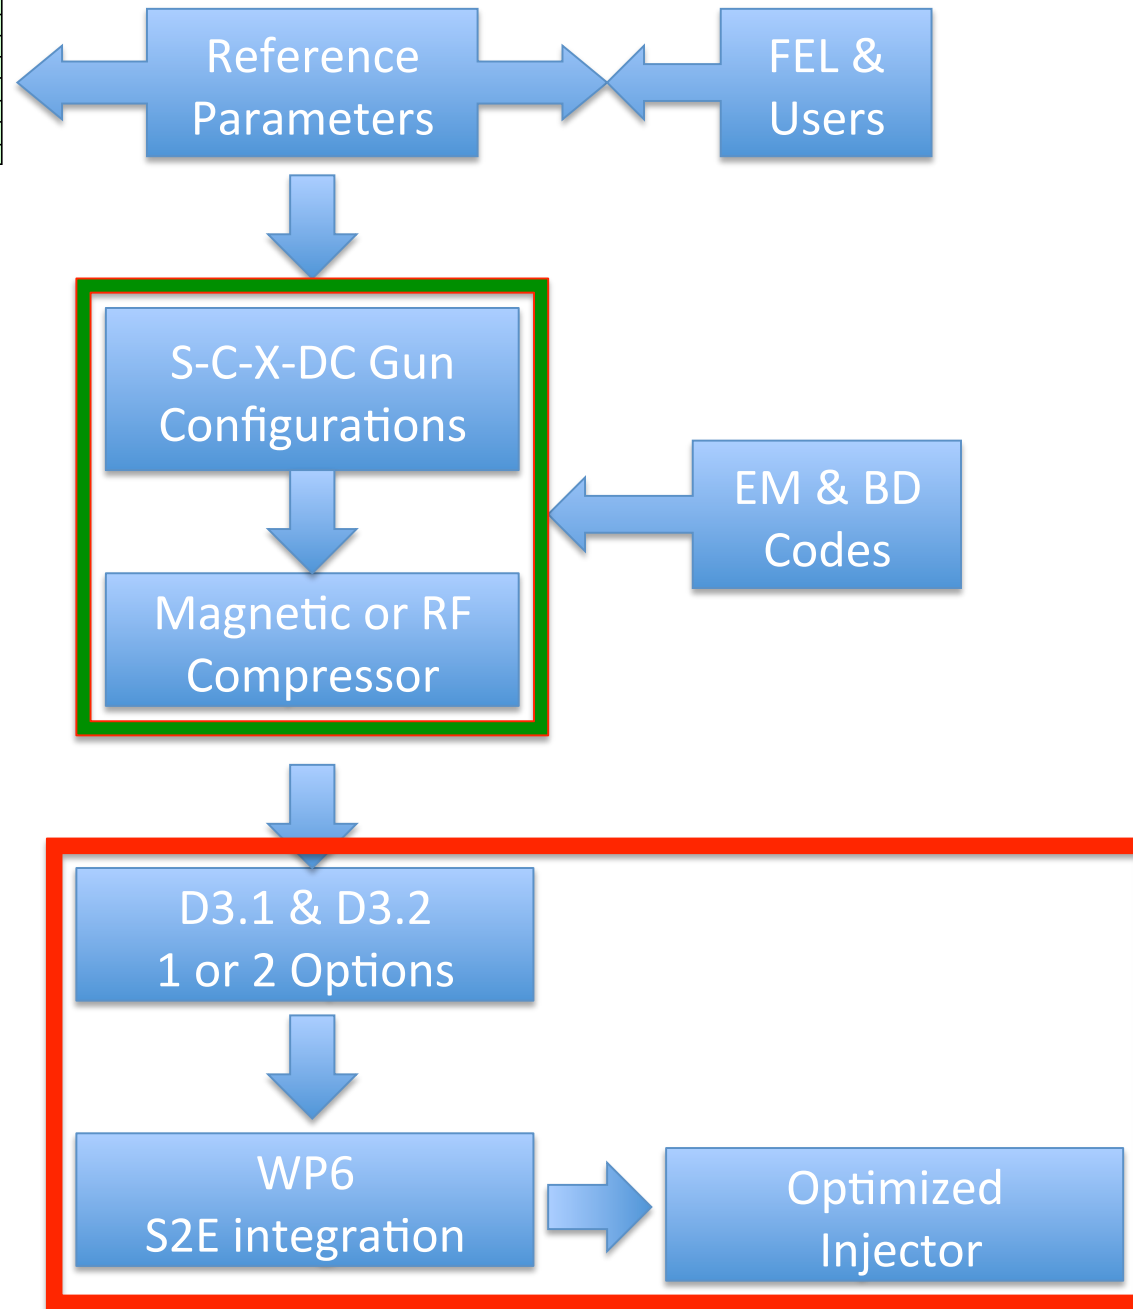 Reference
Parameters
FEL &
Users
S-C-X-DC Gun
Configurations
EM & BD
Codes
Magnetic or RF
Compressor
D3.1 & D3.2
1 or 2 Options
WP6
S2E integration
Optimized
Injector